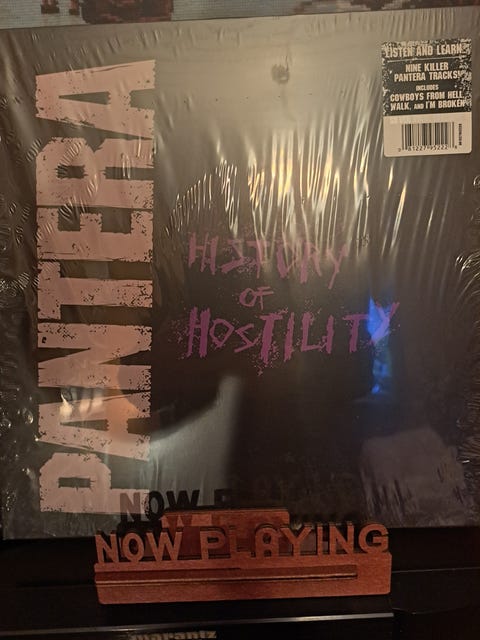 PANTERA
HISTORY
OF
HOSTILITY
LISTEN AND LEARN
NINE KILLER
PANTERA TRACKS!
INCLUDES
COWBOYS FROM HELL
WALK, AND I'M BROKEN
NOW PLAYING
marantz